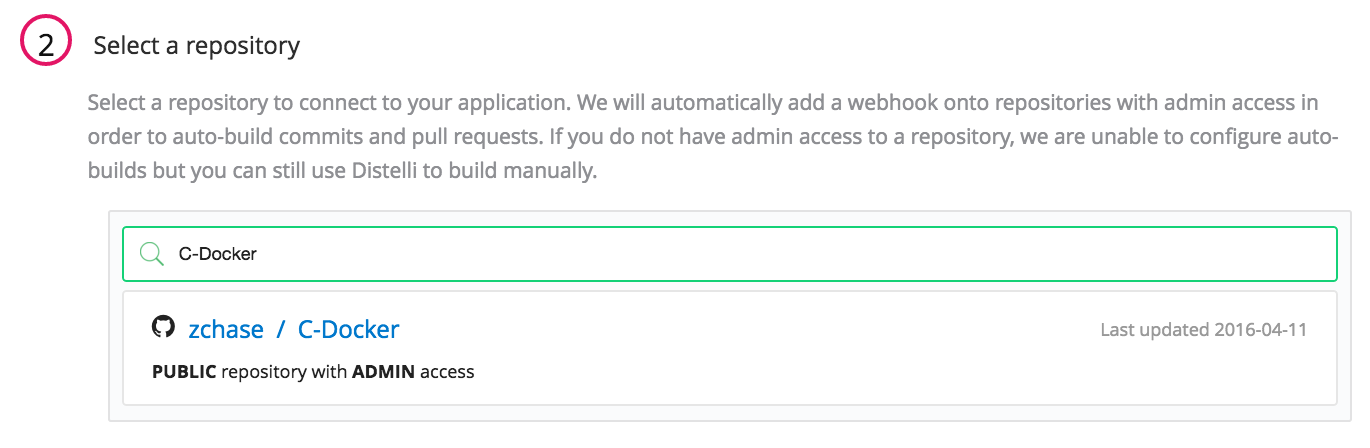 2 Select a repository
Select a repository to connect to your application. We will automatically add a webhook onto repositories with admin access in
order to auto-build commits and pull requests. If you do not have admin access to a repository, we are unable to configure auto-
builds but you can still use Distelli to build manually.
C-Docker
zchase / C-Docker Last updated 2016-04-11
PUBLIC repository with ADMIN access